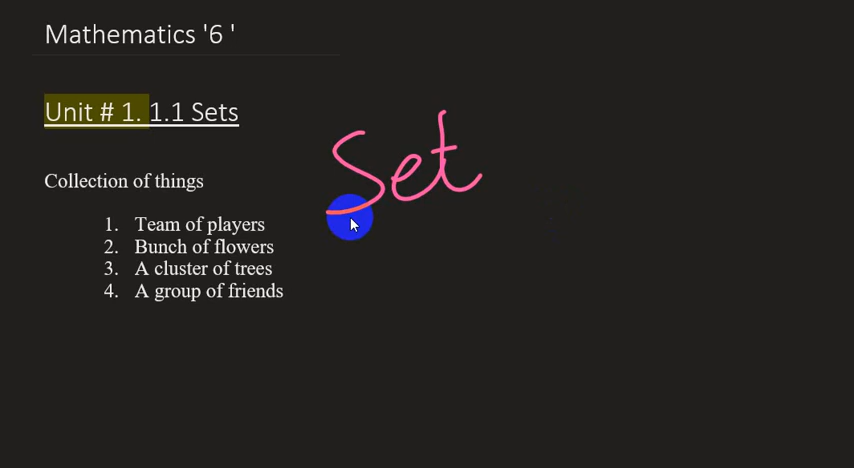 Mathematics '6 '
Unit # 1. 1.1 Sets
Set
Collection of things
1. Team of players
2. Bunch of flowers
3. A cluster of trees
4. A group of friends